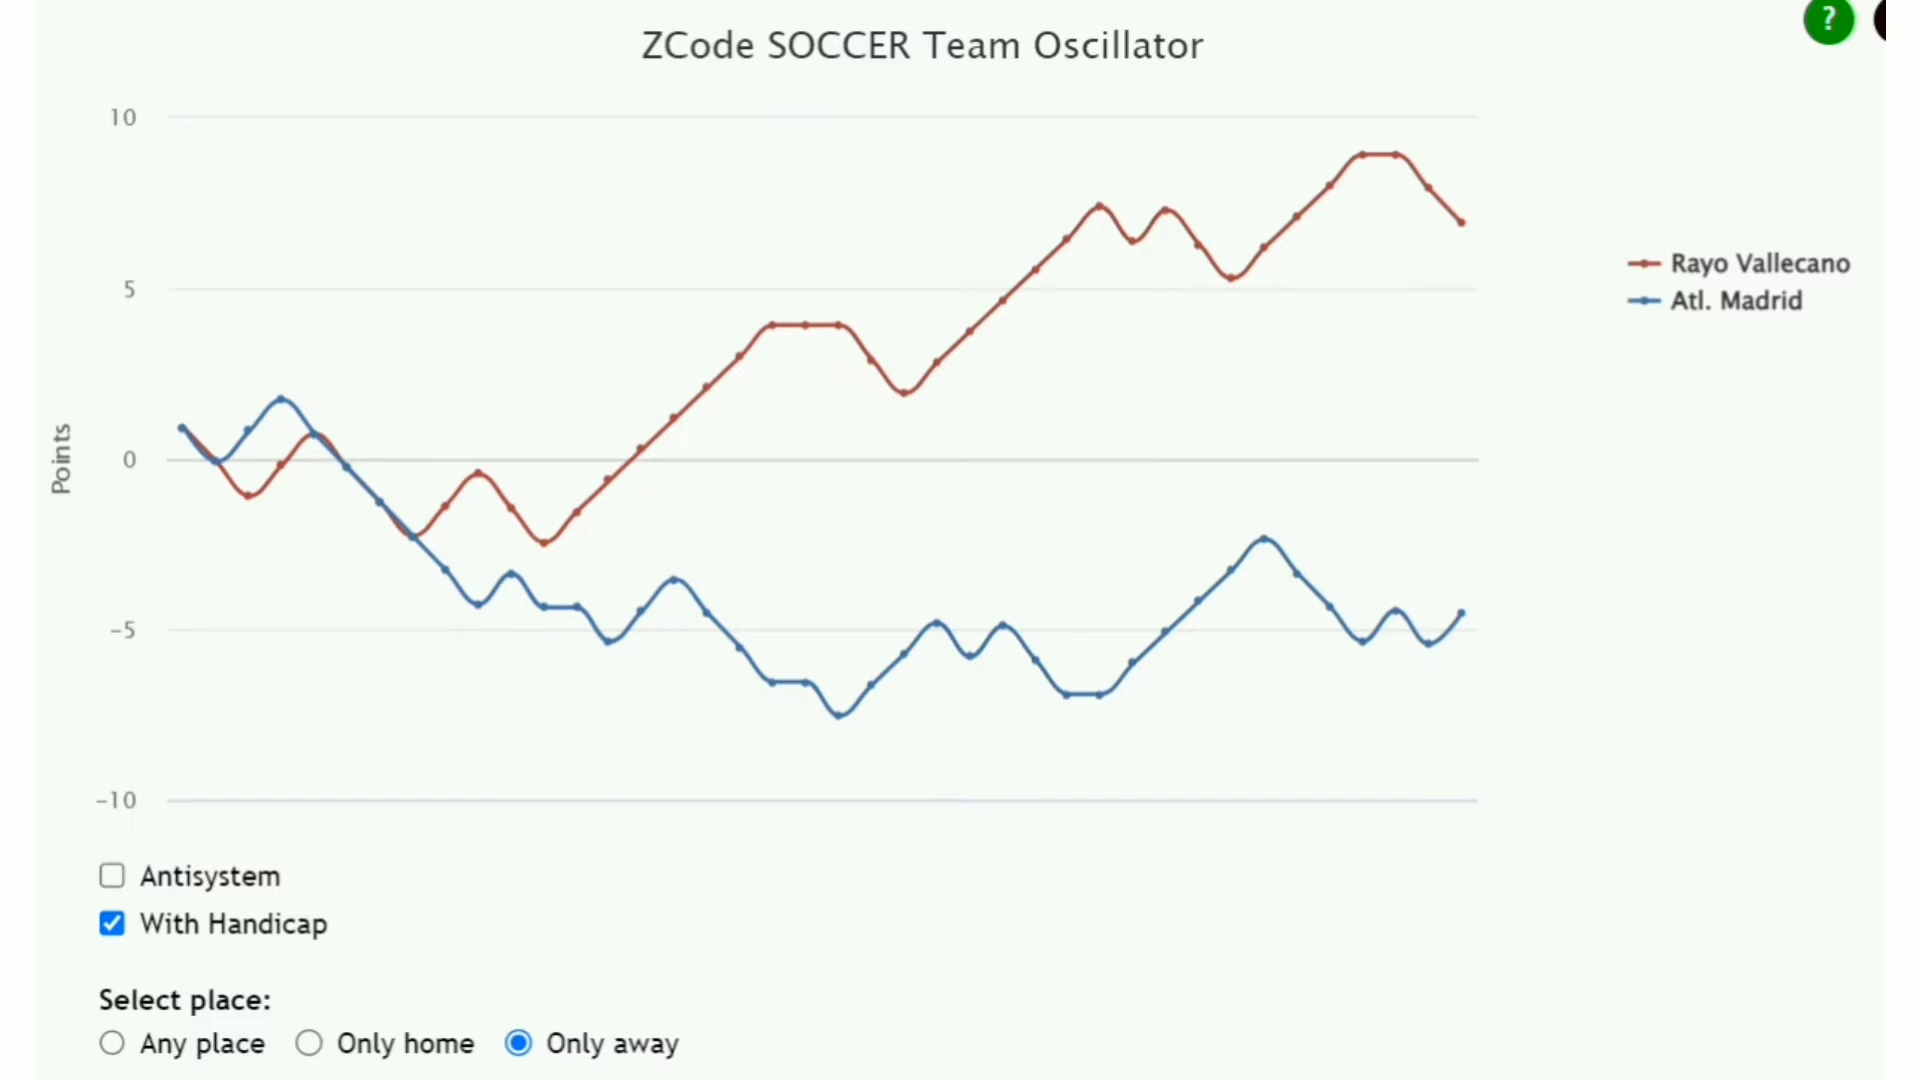 ?
ZCode SOCCER Team Oscillator
10
5
0
-5
-10
Points
Rayo Vallecano
Atl. Madrid
Antisystem
With Handicap
Select place:
Any place Only home Only away